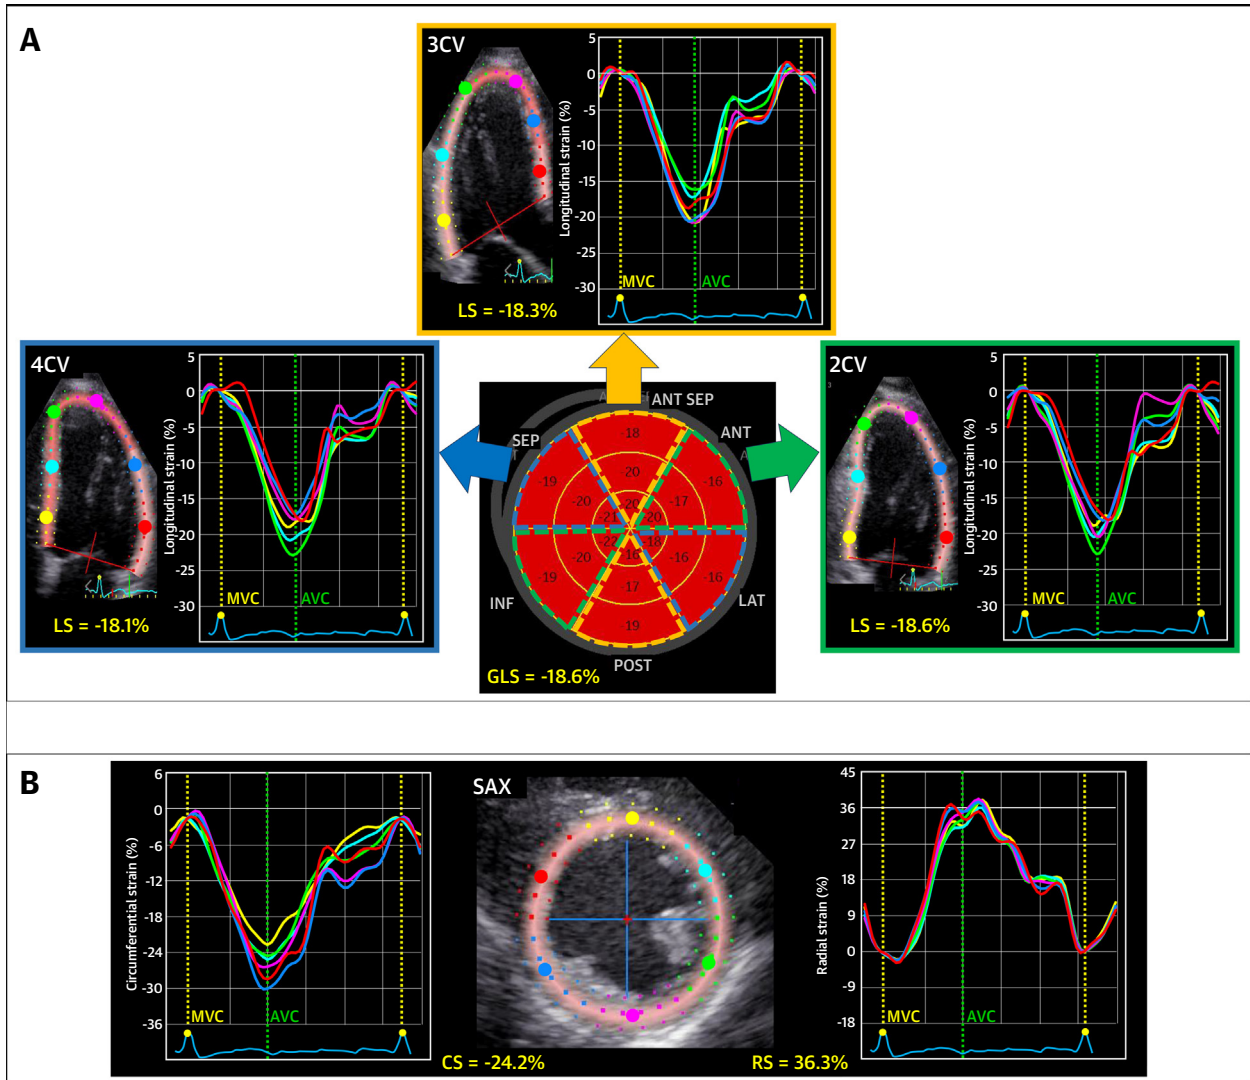 A
3CV
5
0
-5
-10
-15
-20
-25
-30
Longitudinal strain (%)
MVC
AVC
LS = -18.3%
4CV
5
0
-5
-10
-15
-20
-25
-30
Longitudinal strain (%)
MVC
AVC
LS = -18.1%
ANT SEP
SEP
ANT
INF
LAT
POST
-18
-20
-20
-19
-20
-21
-16
-17
-20
-22
-20
-19
-18
-16
-16
-16
-17
-19
GLS = -18.6%
2CV
5
0
-5
-10
-15
-20
-25
-30
Longitudinal strain (%)
MVC
AVC
LS = -18.6%
B
6
0
-6
-12
-18
-24
-30
-36
Circumferential strain (%)
MVC
AVC
SAX
CS = -24.2%
RS = 36.3%
45
36
27
18
9
0
-9
-18
Radial strain (%)
MVC
AVC